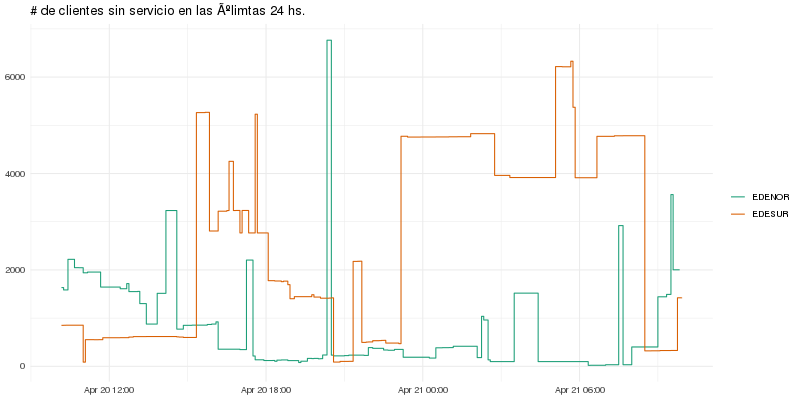 # de clientes sin servicio en las Ãºlimtas 24 hs.
6000
4000
2000
0
Apr 20 12:00
Apr 20 18:00
Apr 21 00:00
Apr 21 06:00
EDENOR
EDESUR